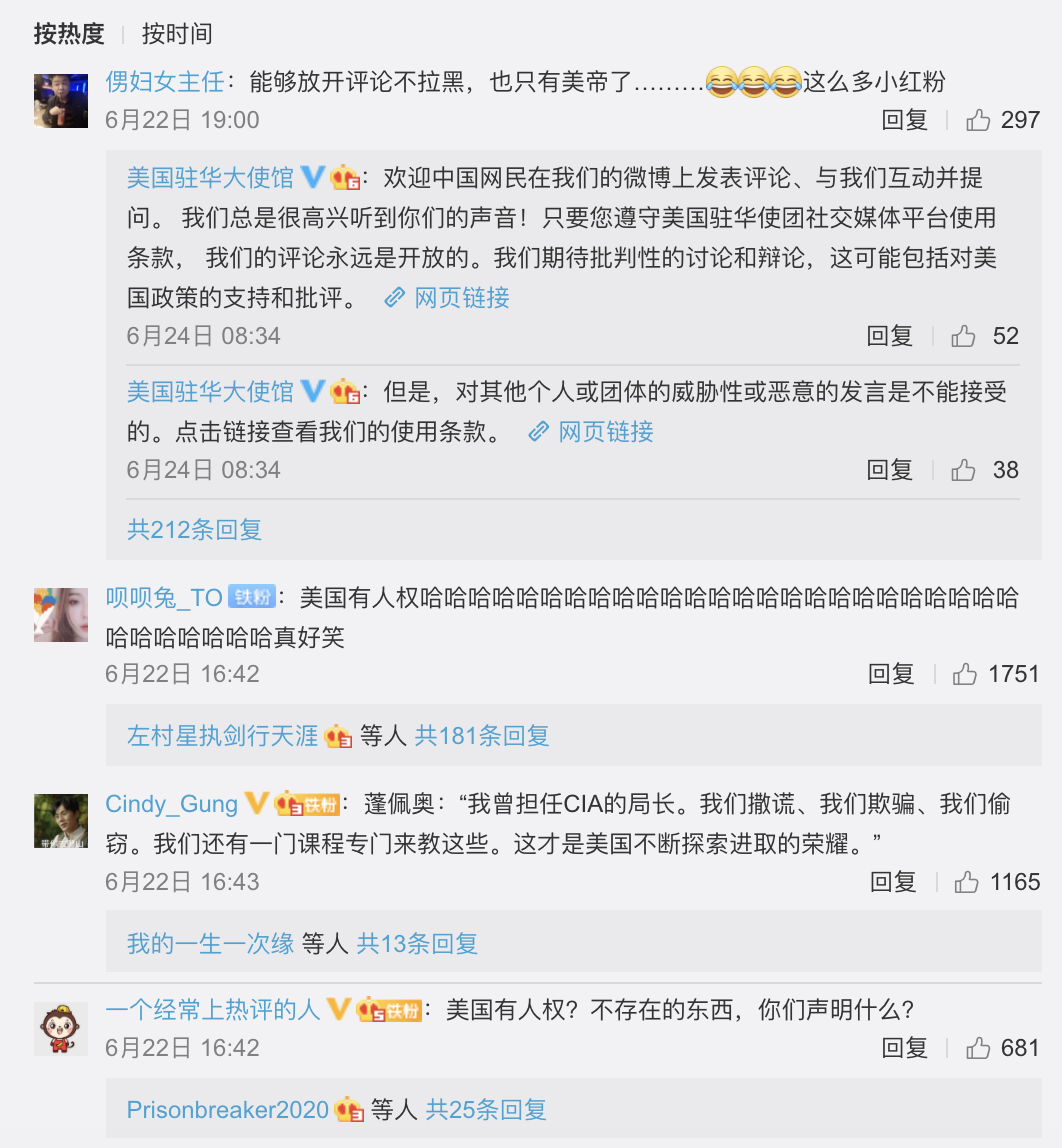 按热度 | 按时间
侽妇女主任：能够放开评论不拉黑，也只有美帝了………😂😂😂这么多小红粉
6月22日 19:00 回复 297
美国驻华大使馆：欢迎中国网民在我们的微博上发表评论、与我们互动并提
问。 我们总是很高兴听到你们的声音！只要您遵守美国驻华使团社交媒体平台使用
条款， 我们的评论永远是开放的。我们期待批判性的讨论和辩论，这可能包括对美
国政策的支持和批评。 网页链接
6月24日 08:34 回复 52
美国驻华大使馆：但是，对其他个人或团体的威胁性或恶意的发言是不能接受
的。点击链接查看我们的使用条款。 网页链接
6月24日 08:34 回复 38
共212条回复
呗呗兔_TO 铁粉：美国有人权哈哈哈哈哈哈哈哈哈哈哈哈哈哈哈哈哈哈哈哈哈哈哈哈哈
哈哈哈哈哈哈哈真好笑
6月22日 16:42 回复 1751
左村星执剑行天涯 等人 共181条回复
Cindy_Gung 铁粉：蓬佩奥：“我曾担任CIA的局长。我们撒谎、我们欺骗、我们偷
窃。我们还有一门课程专门来教这些。这才是美国不断探索进取的荣耀。”
6月22日 16:43 回复 1165
我的一生一次缘 等人 共13条回复
一个经常上热评的人 铁粉：美国有人权？不存在的东西，你们声明什么？
6月22日 16:42 回复 681
Prisonbreaker2020 等人 共25条回复